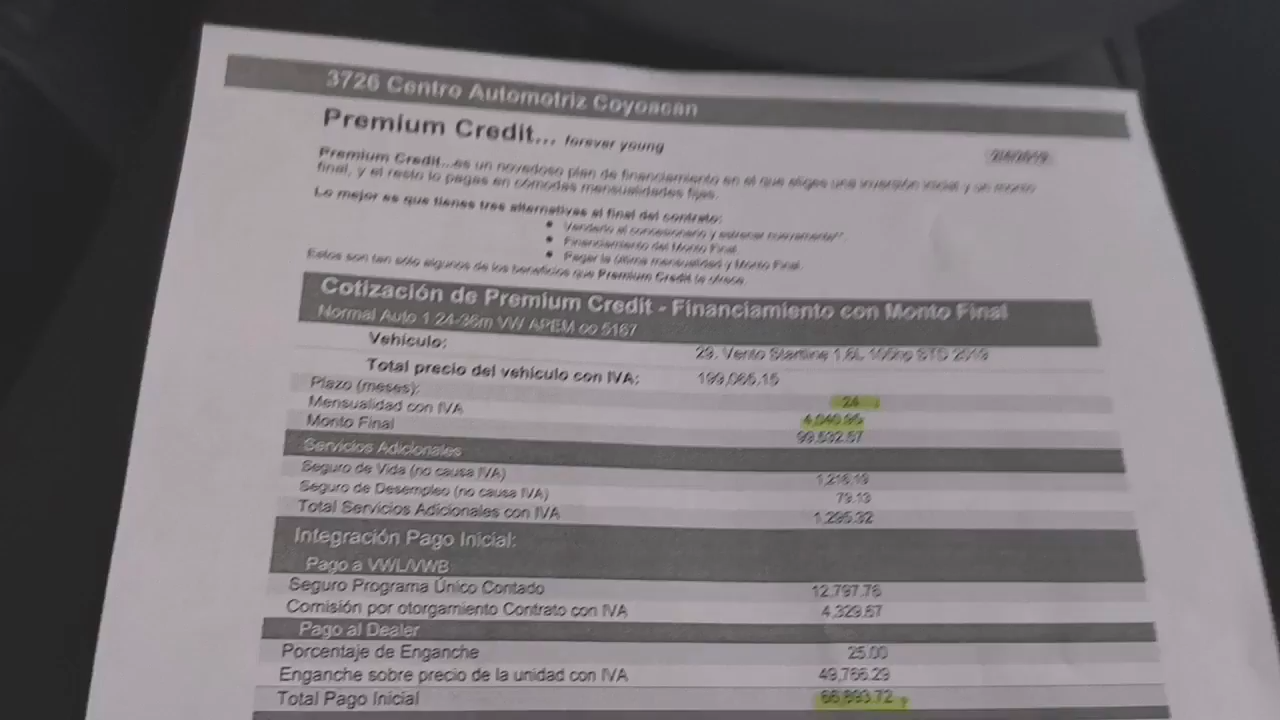 3726 Centro Automotriz Coyoacan
Premium Credit... forever young
Premium Credit...es un novedoso plan de financiamiento en el que eliges una inversión inicial y un monto
final, y el resto lo pagas en cómodas mensualidades fijas.
Lo mejor es que tienes tres alternativas al final del contrato:
Venderlo al concesionario y estrenar nuevamente**.
Financiamiento del Monto Final.
Pagar la última mensualidad y Monto Final.
Estos son tan sólo algunos de los beneficios que Premium Credit te ofrece.
Cotización de Premium Credit - Financiamiento con Monto Final
Normal Auto 1 24-36m VW APEM oo 5167
Vehículo: 29. Vento Startline 1.6L 105hp STD 2019
Total precio del vehículo con IVA: 199,065.15
Plazo (meses): 24
Mensualidad con IVA
Monto Final 99,532.57
Servicios Adicionales
Seguro de Vida (no causa IVA) 1,216.19
Seguro de Desempleo (no causa IVA) 79.13
Total Servicios Adicionales con IVA 1,295.32
Integración Pago Inicial:
Pago a VWL/VWB
Seguro Programa Único Contado 12,797.76
Comisión por otorgamiento Contrato con IVA 4,329.67
Pago al Dealer
Porcentaje de Enganche 25.00
Enganche sobre precio de la unidad con IVA 49,766.29
Total Pago Inicial 66,893.72